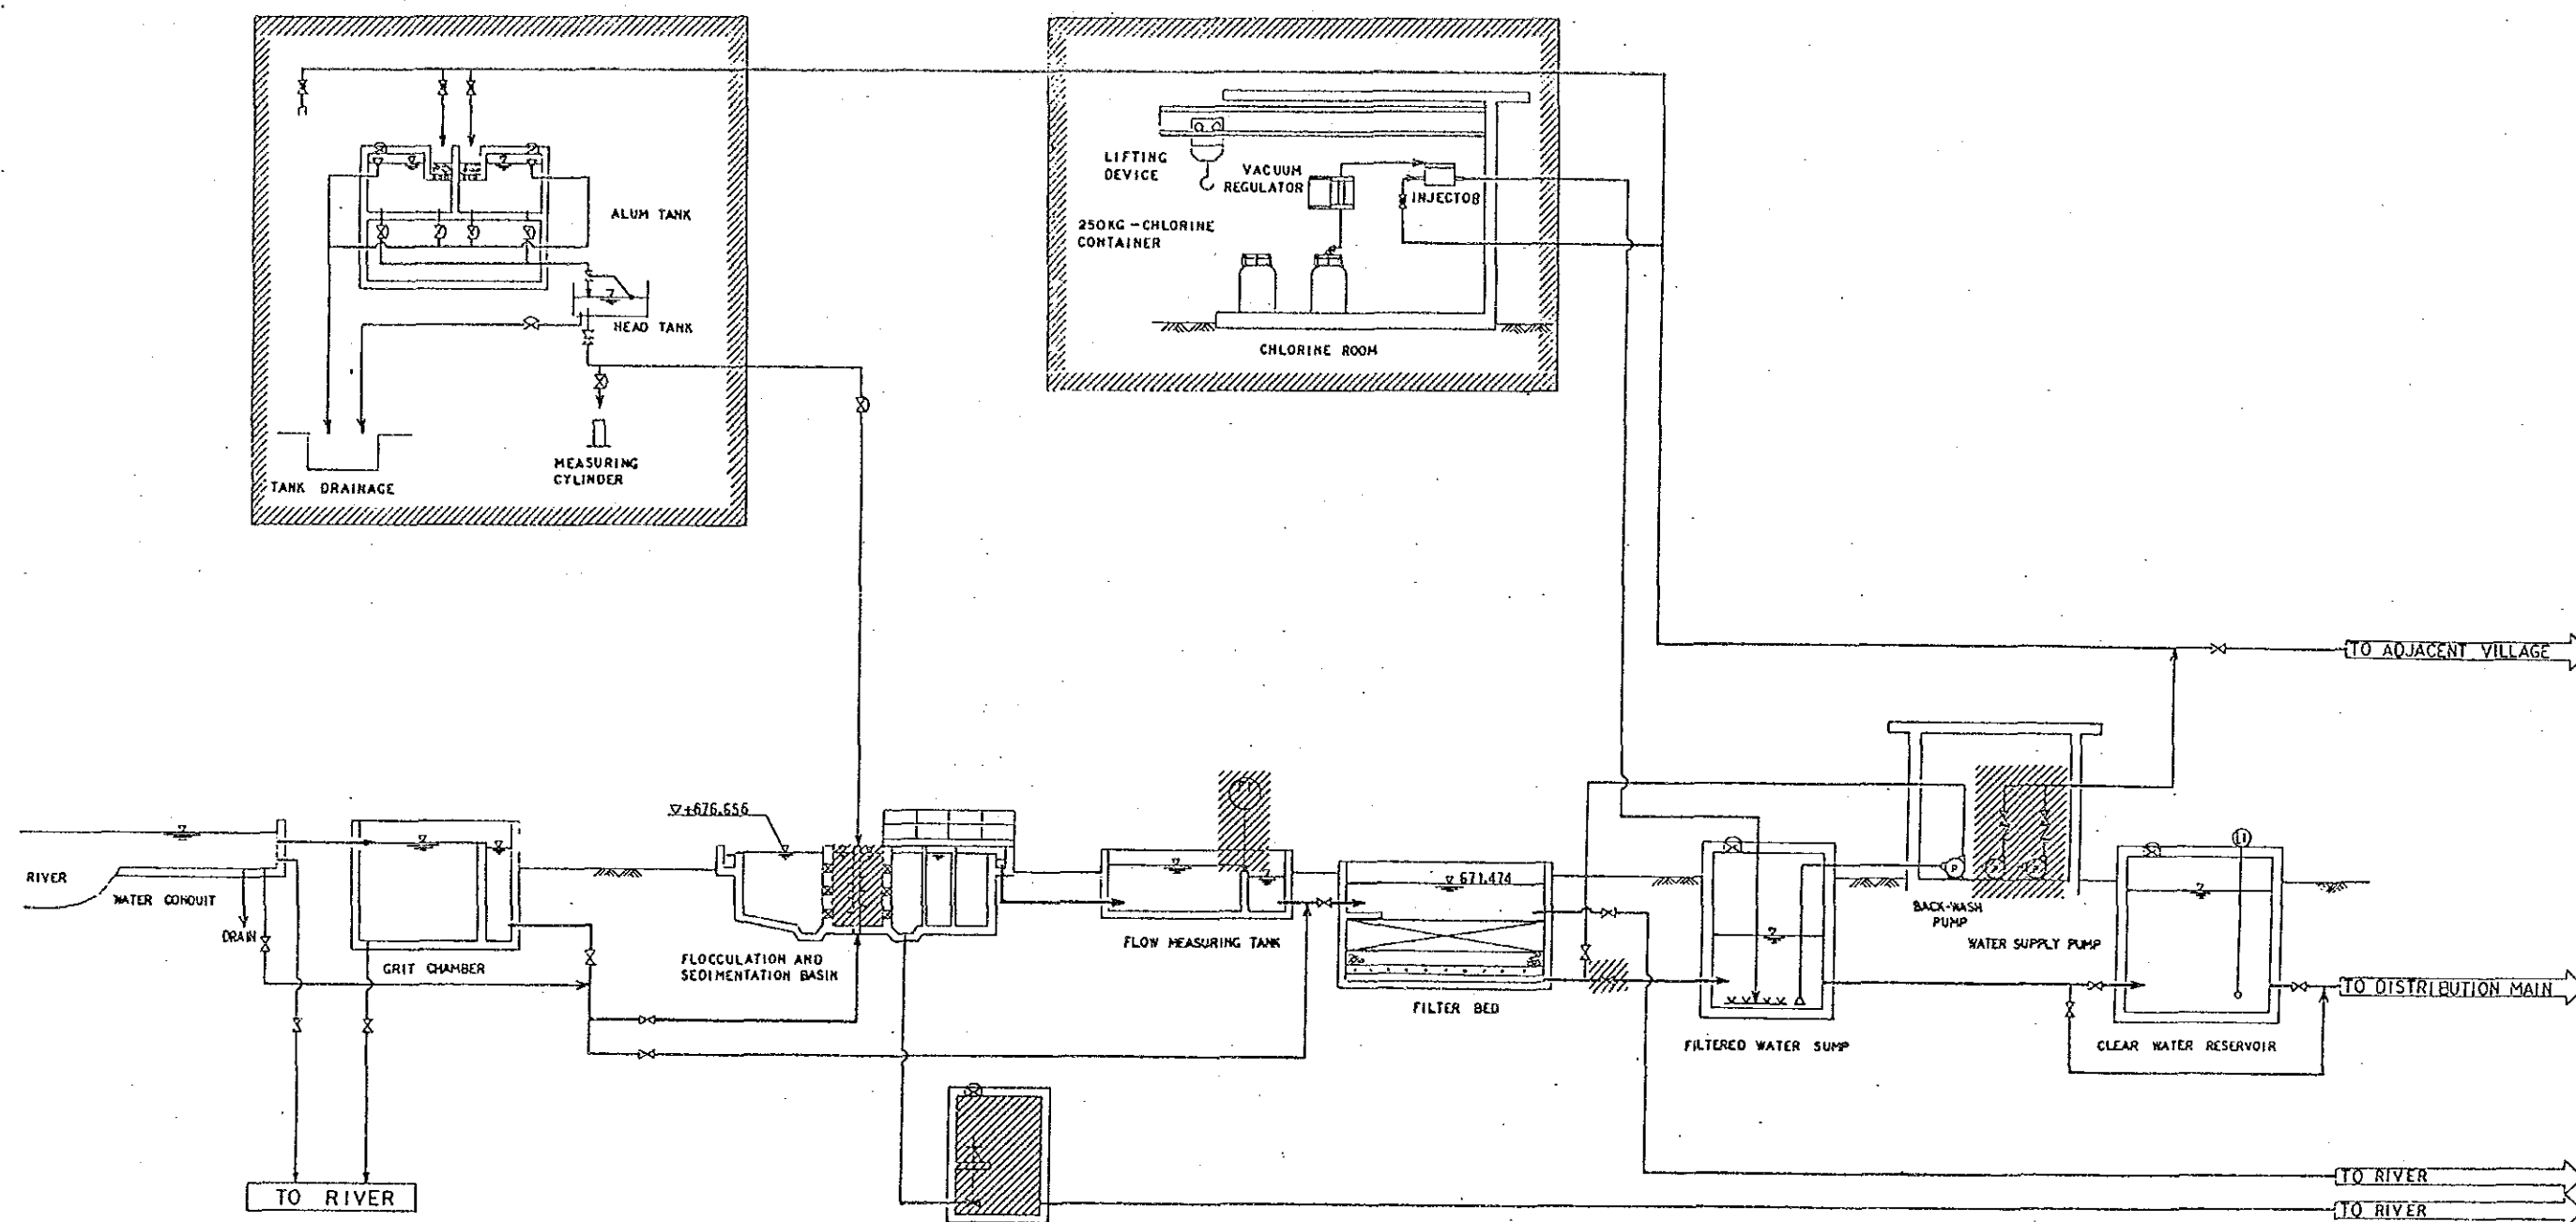 LIFTING
DEVICE
VACUUM
REGULATOR
INJECTOR
250KG-CHLORINE
CONTAINER
CHLORINE ROOM
ALUM TANK
HEAD TANK
MEASURING
CYLINDER
TANK DRAINAGE
TO ADJACENT VILLAGE
▽+676.656
RIVER
WATER CONDUIT
DRAIN
GRIT CHAMBER
FLOCCULATION AND
SEDIMENTATION BASIN
FLOW MEASURING TANK
671.474
FILTER BED
FILTERED WATER SUMP
P
BACK-WASH
PUMP
WATER SUPPLY PUMP
LI
CLEAR WATER RESERVOIR
TO DISTRIBUTION MAIN
TO RIVER
TO RIVER
TO RIVER